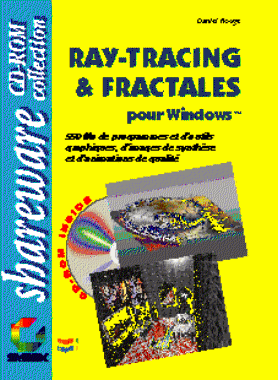 Daniel Rouge
RAY-TRACING
& FRACTALES
pour Windows™
550 Mo de programmes et d'outils
graphiques, d'images de synthèse
et d'animations de qualité
shareware
CD-ROM
collection
CD-ROM INCLUS